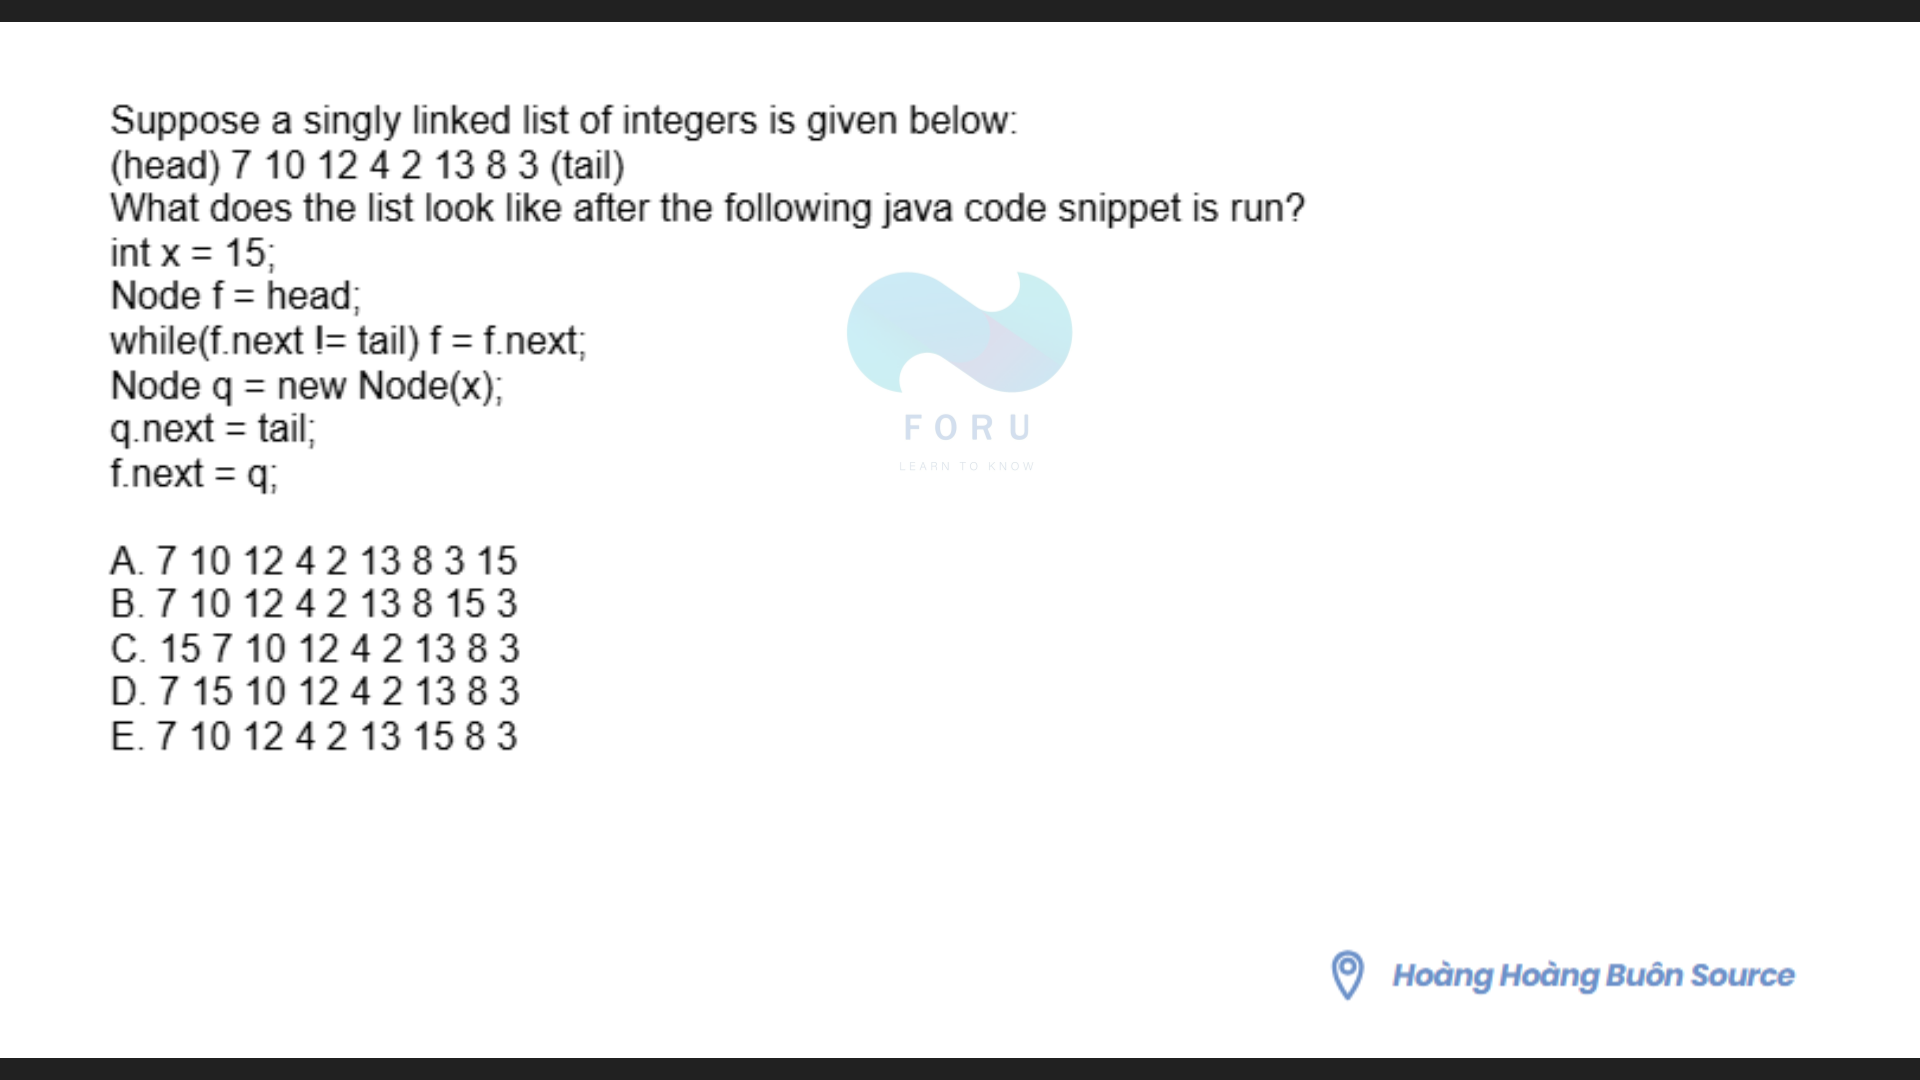 Suppose a singly linked list of integers is given below:
(head) 7 10 12 4 2 13 8 3 (tail)
What does the list look like after the following java code snippet is run?
int x = 15;
Node f = head;
while(f.next != tail) f = f.next;
Node q = new Node(x);
q.next = tail;
f.next = q;
FORU
LEARN TO KNOW
A. 7 10 12 4 2 13 8 3 15
B. 7 10 12 4 2 13 8 15 3
C. 15 7 10 12 4 2 13 8 3
D. 7 15 10 12 4 2 13 8 3
E. 7 10 12 4 2 13 15 8 3
Hoàng Hoàng Buôn Source